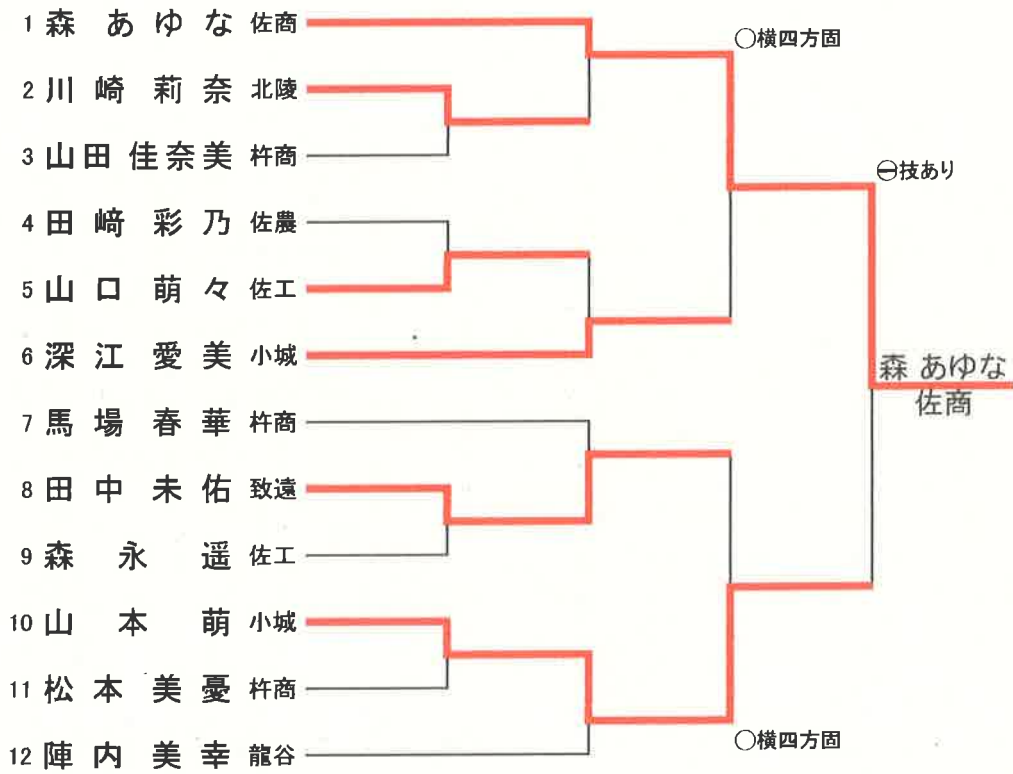 1 森 あゆな 佐商
○横四方固
2 川崎 莉奈 北陵
3 山田 佳奈美 杵商
⊖技あり
4 田﨑 彩乃 佐農
5 山口 萌々 佐工
6 深江 愛美 小城
森 あゆな
佐商
7 馬場 春華 杵商
8 田中 未佑 致遠
9 森永 遥 佐工
10 山本 萌 小城
11 松本 美憂 杵商
○横四方固
12 陣内 美幸 龍谷